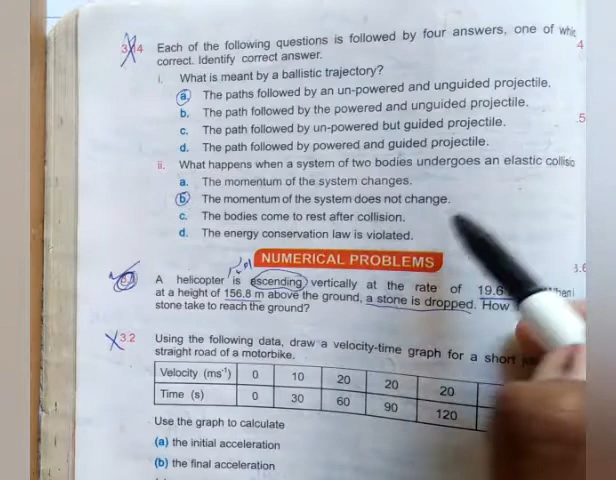 3.14 Each of the following questions is followed by four answers, one of
correct. Identify correct answer.
4
i. What is meant by a ballistic trajectory?
a. The paths followed by an un-powered and unguided projectile.
b. The path followed by the powered and unguided projectile.
c. The path followed by un-powered but guided projectile.
.5
d. The path followed by powered and guided projectile.
ii. What happens when a system of two bodies undergoes an elastic collisio
a. The momentum of the system changes.
b. The momentum of the system does not change.
c. The bodies come to rest after collision.
d. The energy conservation law is violated.
NUMERICAL PROBLEMS
3.6
A helicopter is ascending vertically at the rate of 19.6
at a height of 156.8 m above the ground, a stone is dropped. How
stone take to reach the ground?
3.2 Using the following data, draw a velocity-time graph for a short
straight road of a motorbike.
Velocity (ms⁻¹) 0 10 20 20 20
Time (s) 0 30 60 90 120
Use the graph to calculate
(a) the initial acceleration
(b) the final acceleration